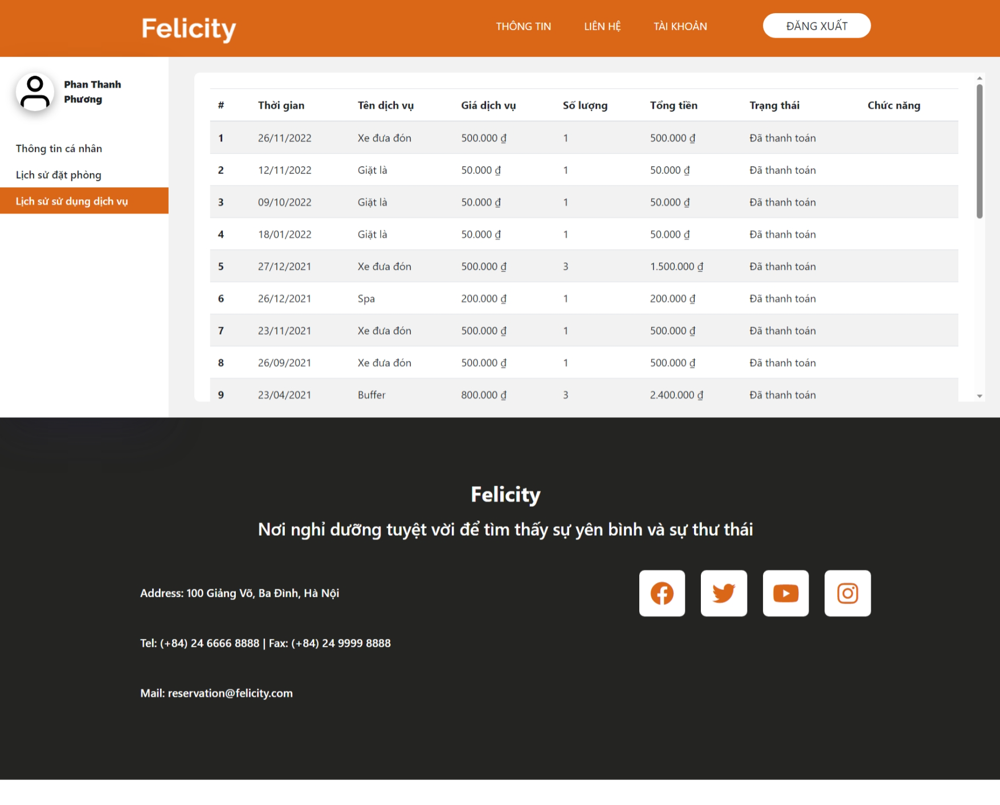 Felicity
THÔNG TIN LIÊN HỆ TÀI KHOẢN ĐĂNG XUẤT
Phan Thanh
Phương
Thông tin cá nhân
Lịch sử đặt phòng
Lịch sử sử dụng dịch vụ
# Thời gian Tên dịch vụ Giá dịch vụ Số lượng Tổng tiền Trạng thái Chức năng
1 26/11/2022 Xe đưa đón 500.000 ₫ 1 500.000 ₫ Đã thanh toán
2 12/11/2022 Giặt là 50.000 ₫ 1 50.000 ₫ Đã thanh toán
3 09/10/2022 Giặt là 50.000 ₫ 1 50.000 ₫ Đã thanh toán
4 18/01/2022 Giặt là 50.000 ₫ 1 50.000 ₫ Đã thanh toán
5 27/12/2021 Xe đưa đón 500.000 ₫ 3 1.500.000 ₫ Đã thanh toán
6 26/12/2021 Spa 200.000 ₫ 1 200.000 ₫ Đã thanh toán
7 23/11/2021 Xe đưa đón 500.000 ₫ 1 500.000 ₫ Đã thanh toán
8 26/09/2021 Xe đưa đón 500.000 ₫ 1 500.000 ₫ Đã thanh toán
9 23/04/2021 Buffer 800.000 ₫ 3 2.400.000 ₫ Đã thanh toán
Felicity
Nơi nghỉ dưỡng tuyệt vời để tìm thấy sự yên bình và sự thư thái
Address: 100 Giảng Võ, Ba Đình, Hà Nội
Tel: (+84) 24 6666 8888 | Fax: (+84) 24 9999 8888
Mail: reservation@felicity.com